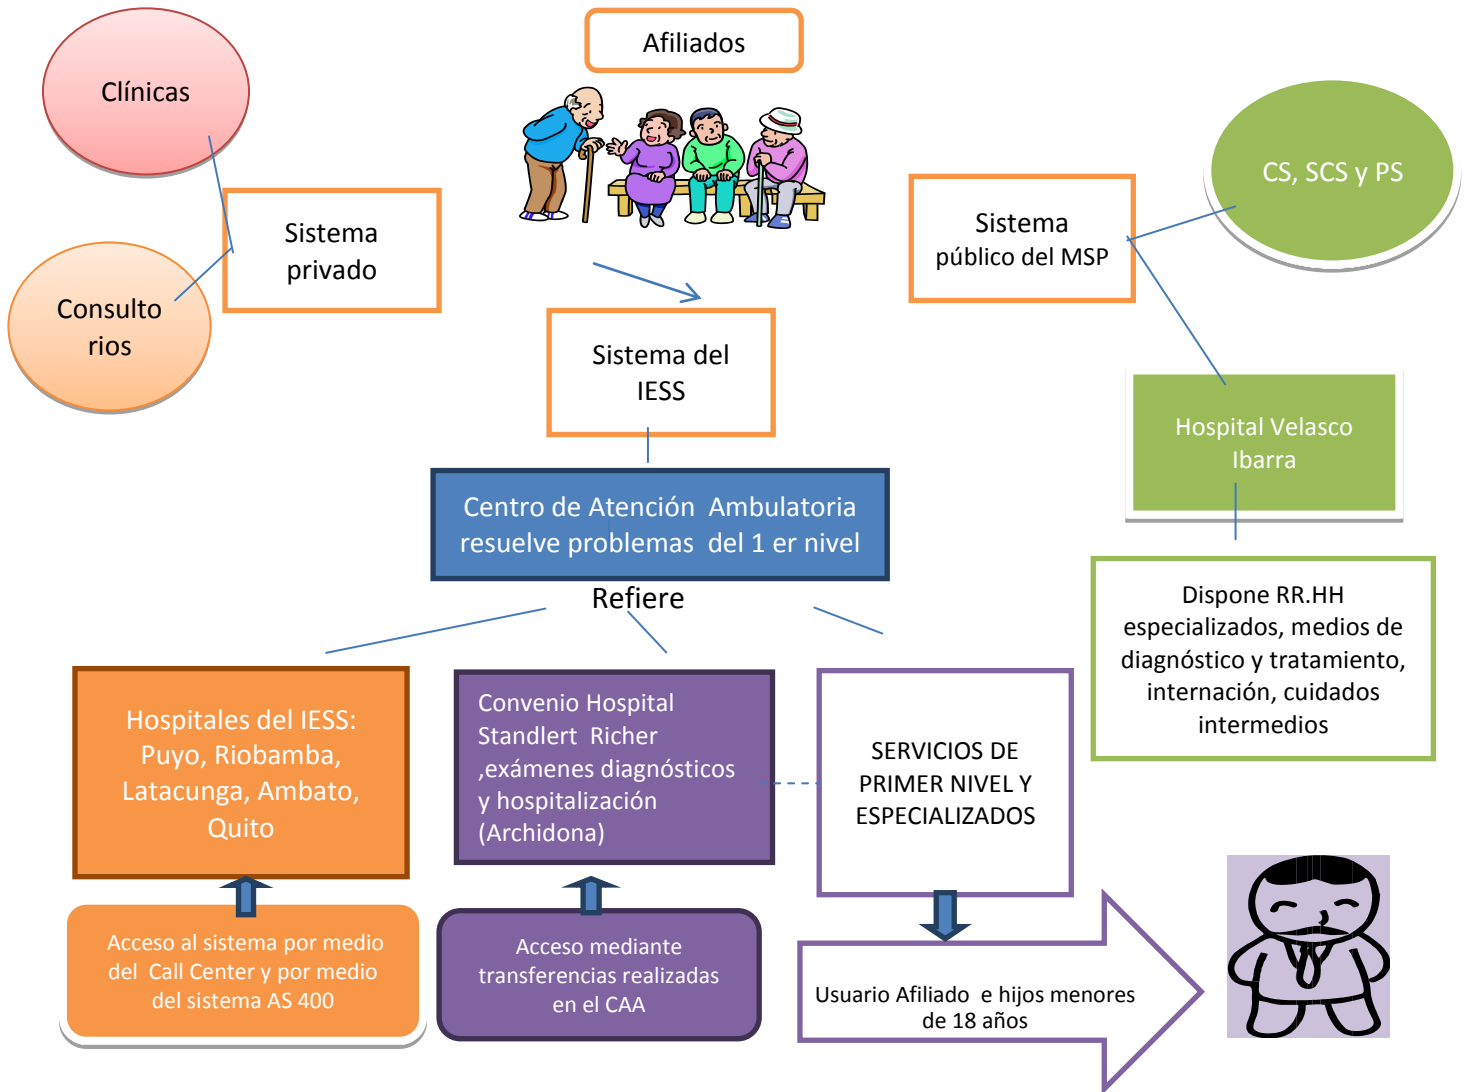 Afiliados
Clínicas
Consulto
rios
Sistema
privado
Sistema
público del MSP
CS, SCS y PS
Sistema del
IESS
Hospital Velasco
Ibarra
Centro de Atención Ambulatoria
resuelve problemas del 1 er nivel
Refiere
Dispone RR.HH
especializados, medios de
diagnóstico y tratamiento,
internación, cuidados
intermedios
Hospitales del IESS:
Puyo, Riobamba,
Latacunga, Ambato,
Quito
Convenio Hospital
Standlert Richer
,exámenes diagnósticos
y hospitalización
(Archidona)
SERVICIOS DE
PRIMER NIVEL Y
ESPECIALIZADOS
Acceso al sistema por medio
del Call Center y por medio
del sistema AS 400
Acceso mediante
transferencias realizadas
en el CAA
Usuario Afiliado e hijos menores
de 18 años